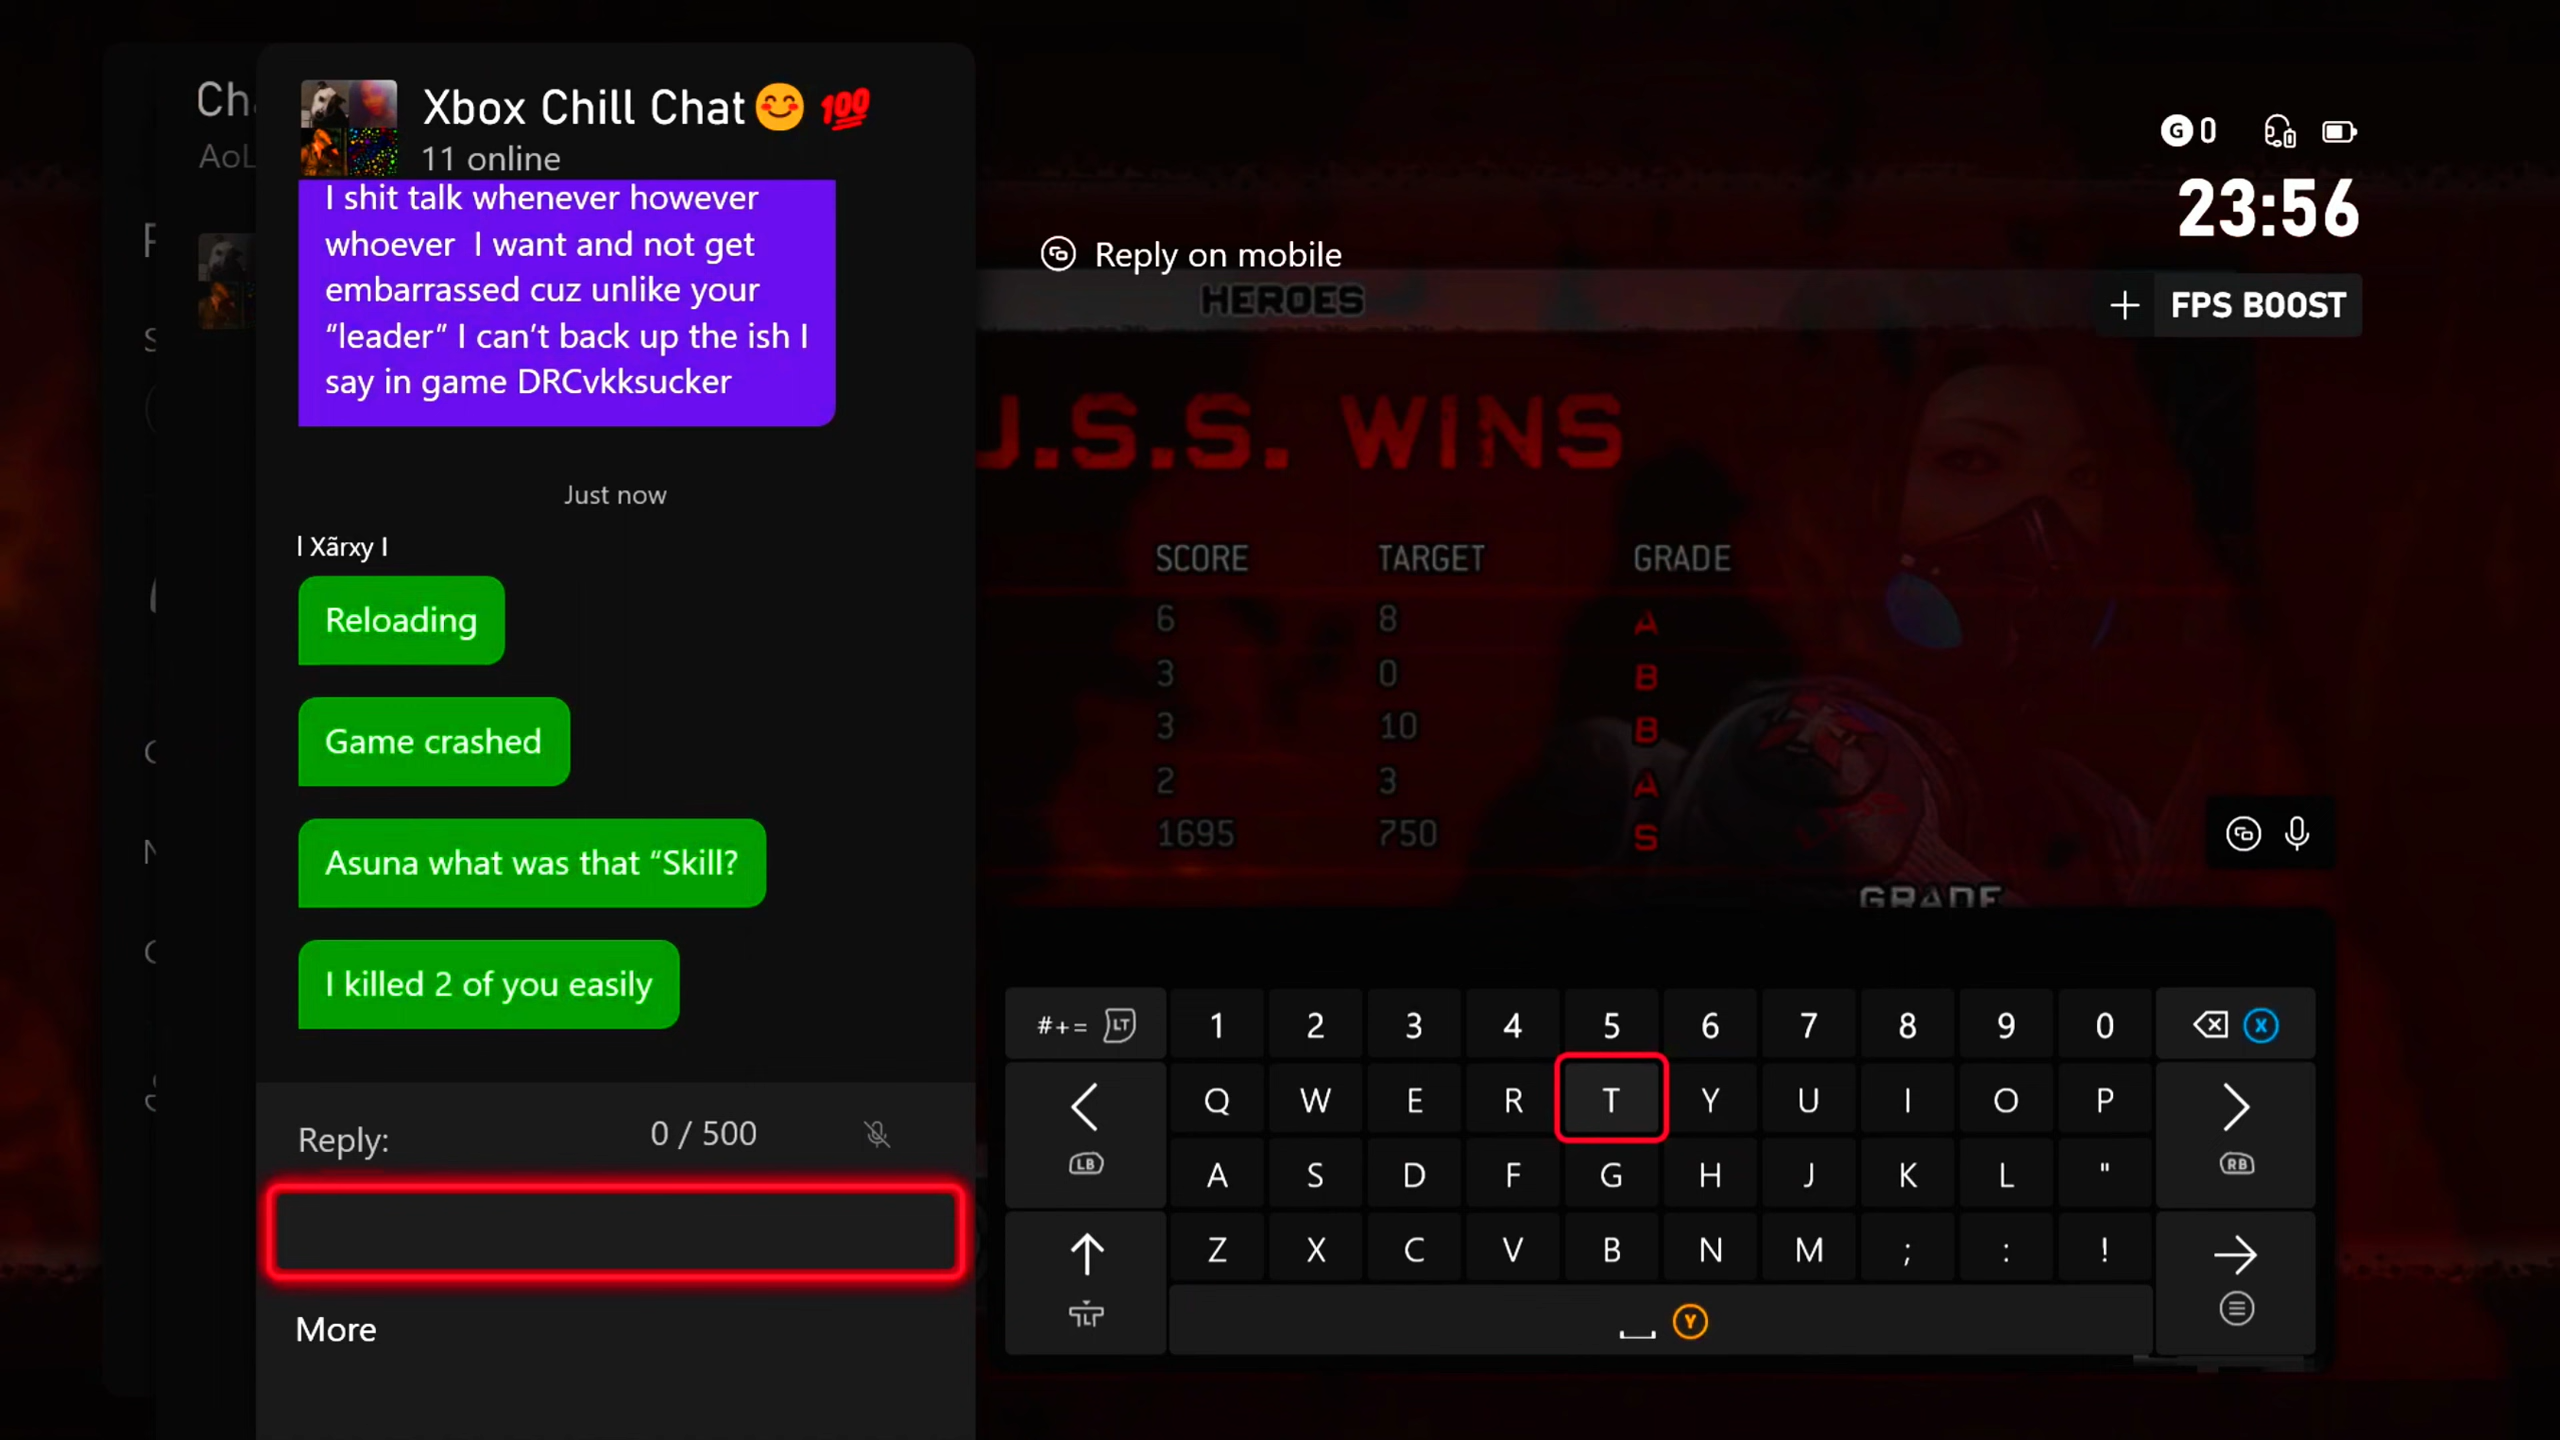 Xbox Chill Chat😊 💯
11 online
I shit talk whenever however
whoever  I want and not get
embarrassed cuz unlike your
“leader” I can’t back up the ish I
say in game DRCvkksucker
Just now
I Xãrxy I
Reloading
Game crashed
Asuna what was that “Skill?
I killed 2 of you easily
Reply:
0 / 500
More
Reply on mobile
G 0
23:56
+ FPS BOOST
HEROES
U.S.S. WINS
SCORE TARGET GRADE
6 8 A
3 0 B
3 10 B
2 3 A
1695 750 S
GRADE
#+= LT 1 2 3 4 5 6 7 8 9 0 X
LB Q W E R T Y U I O P RB
A S D F G H J K L "
Z X C V B N M ; : !
Y